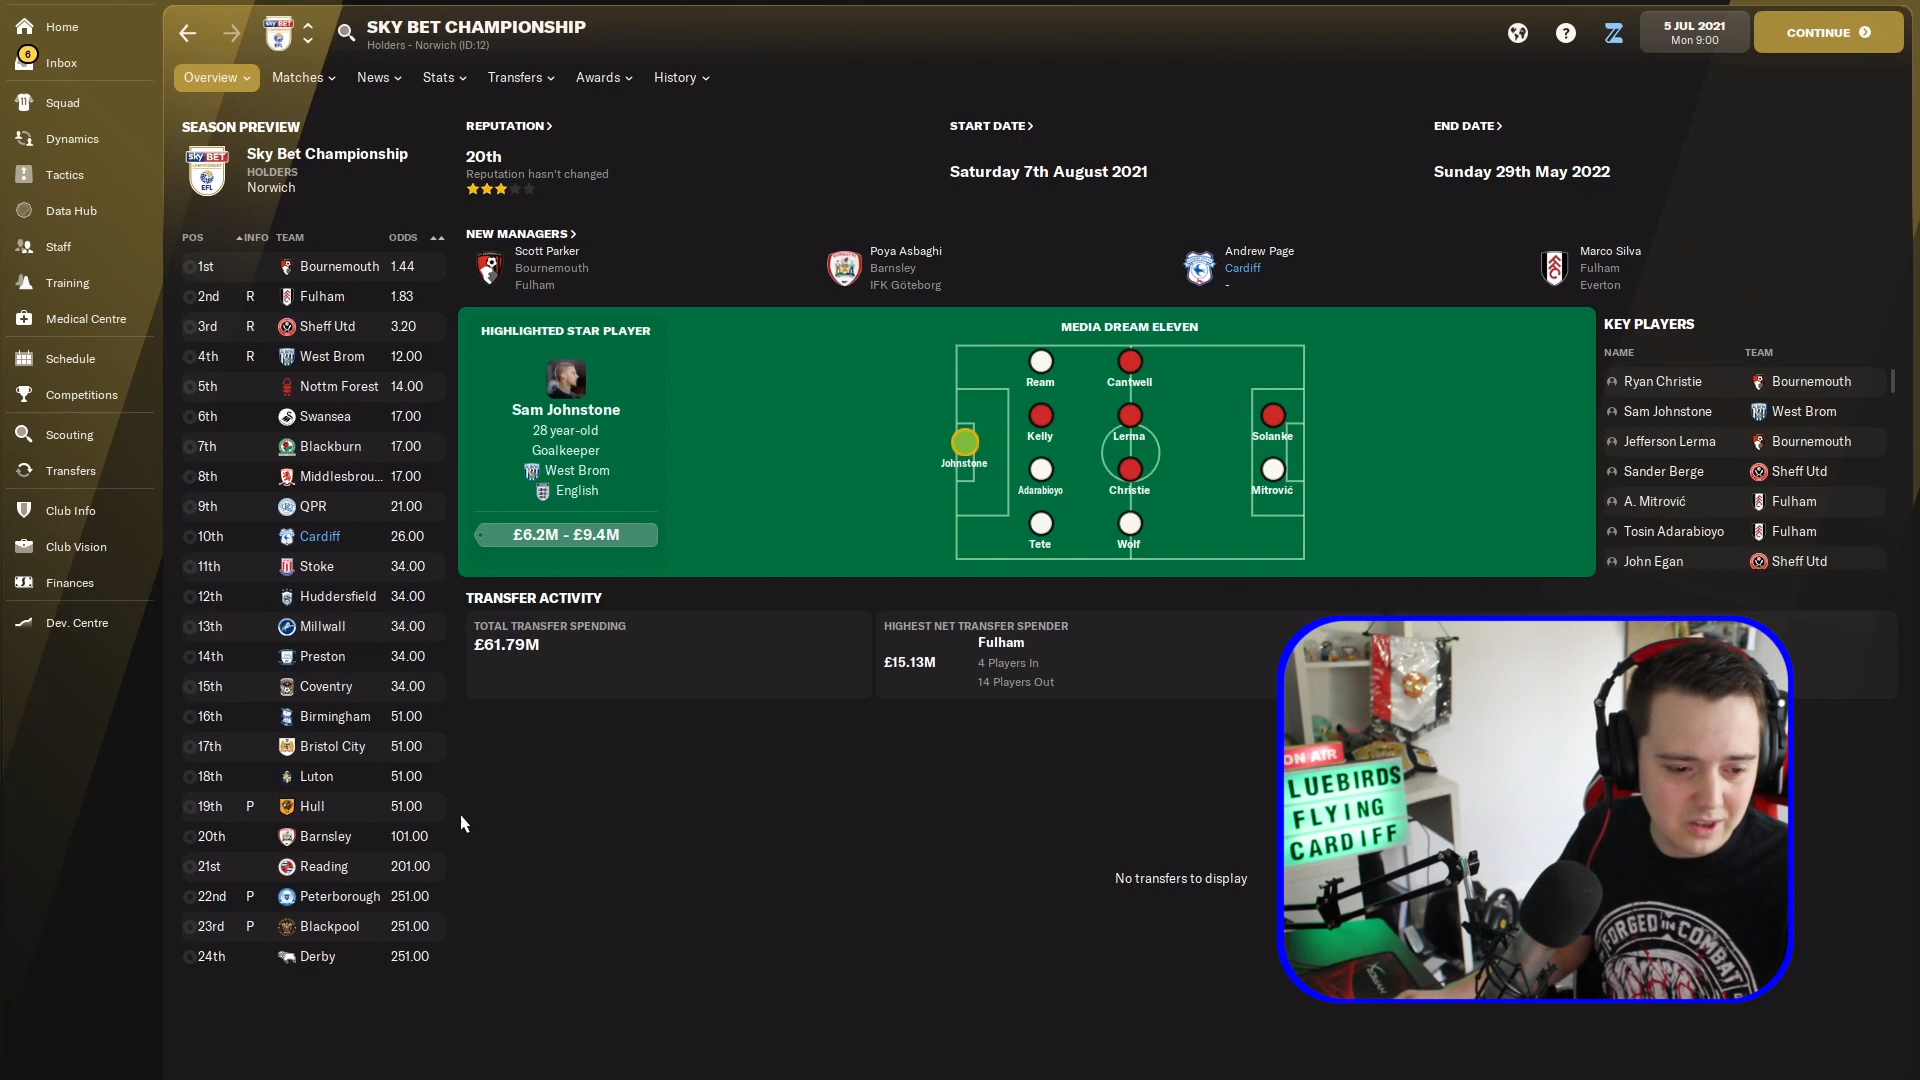 Home
6
Inbox
Squad
Dynamics
Tactics
Data Hub
Staff
Training
Medical Centre
Schedule
Competitions
Scouting
Transfers
Club Info
Club Vision
Finances
Dev. Centre
SKY BET CHAMPIONSHIP
Holders - Norwich (ID:12)
5 JUL 2021
Mon 9:00
CONTINUE
Overview Matches News Stats Transfers Awards History
SEASON PREVIEW
sky BET
EFL
Sky Bet Championship
HOLDERS
Norwich
REPUTATION>
20th
Reputation hasn't changed
START DATE>
Saturday 7th August 2021
END DATE>
Sunday 29th May 2022
POS INFO TEAM ODDS
1st Bournemouth 1.44
2nd R Fulham 1.83
3rd R Sheff Utd 3.20
4th R West Brom 12.00
5th Nottm Forest 14.00
6th Swansea 17.00
7th Blackburn 17.00
8th Middlesbrou... 17.00
9th QPR 21.00
10th Cardiff 26.00
11th Stoke 34.00
12th Huddersfield 34.00
13th Millwall 34.00
14th Preston 34.00
15th Coventry 34.00
16th Birmingham 51.00
17th Bristol City 51.00
18th Luton 51.00
19th P Hull 51.00
20th Barnsley 101.00
21st Reading 201.00
22nd P Peterborough 251.00
23rd P Blackpool 251.00
24th Derby 251.00
NEW MANAGERS>
Scott Parker
Bournemouth
Fulham
Poya Asbaghi
Barnsley
IFK Göteborg
Andrew Page
Cardiff
-
Marco Silva
Fulham
Everton
HIGHLIGHTED STAR PLAYER
Sam Johnstone
28 year-old
Goalkeeper
West Brom
English
£6.2M - £9.4M
MEDIA DREAM ELEVEN
Ream
Cantwell
Kelly
Lerma
Solanke
Johnstone
Adarabioyo
Christie
Mitrović
Tete
Wolf
KEY PLAYERS
NAME TEAM
Ryan Christie Bournemouth
Sam Johnstone West Brom
Jefferson Lerma Bournemouth
Sander Berge Sheff Utd
A. Mitrović Fulham
Tosin Adarabioyo Fulham
John Egan Sheff Utd
TRANSFER ACTIVITY
TOTAL TRANSFER SPENDING
£61.79M
HIGHEST NET TRANSFER SPENDER
Fulham
£15.13M
4 Players In
14 Players Out
No transfers to display
ON AIR
LUEBIRDS
FLYING
CARDIFF
FORGED IN COMBAT